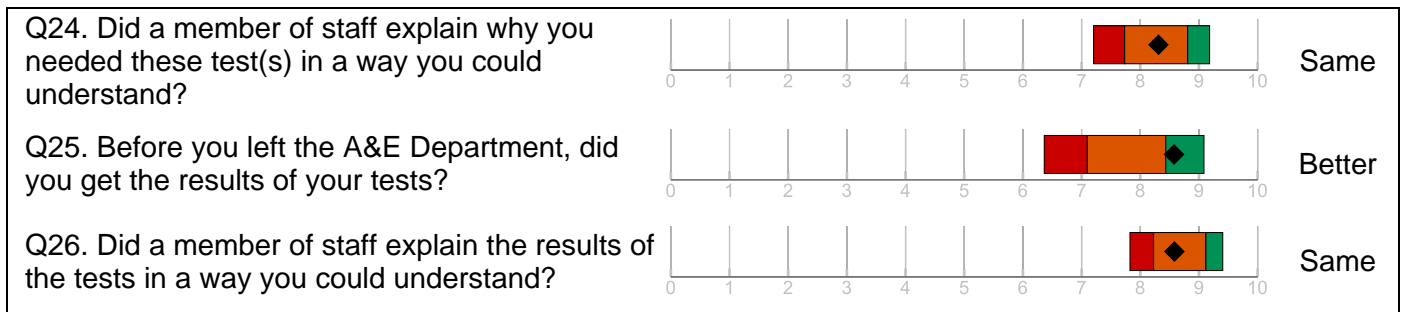 Q24. Did a member of staff explain why you
needed these test(s) in a way you could
understand?
0 1 2 3 4 5 6 7 8 9 10
Same
Q25. Before you left the A&E Department, did
you get the results of your tests?
0 1 2 3 4 5 6 7 8 9 10
Better
Q26. Did a member of staff explain the results of
the tests in a way you could understand?
0 1 2 3 4 5 6 7 8 9 10
Same